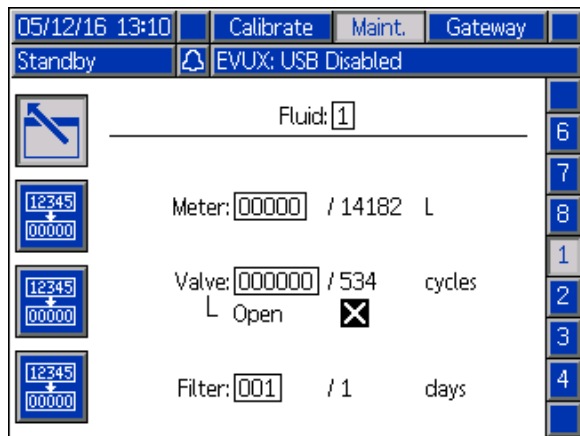 05/12/16 13:10 Calibrate Maint. Gateway
Standby EVUX: USB Disabled
Fluid: 1
6
7
12345
00000
Meter: 00000 / 14182 L
8
1
12345
00000
Valve: 000000 / 534 cycles
2
Open
3
12345
00000
Filter: 001 / 1 days
4